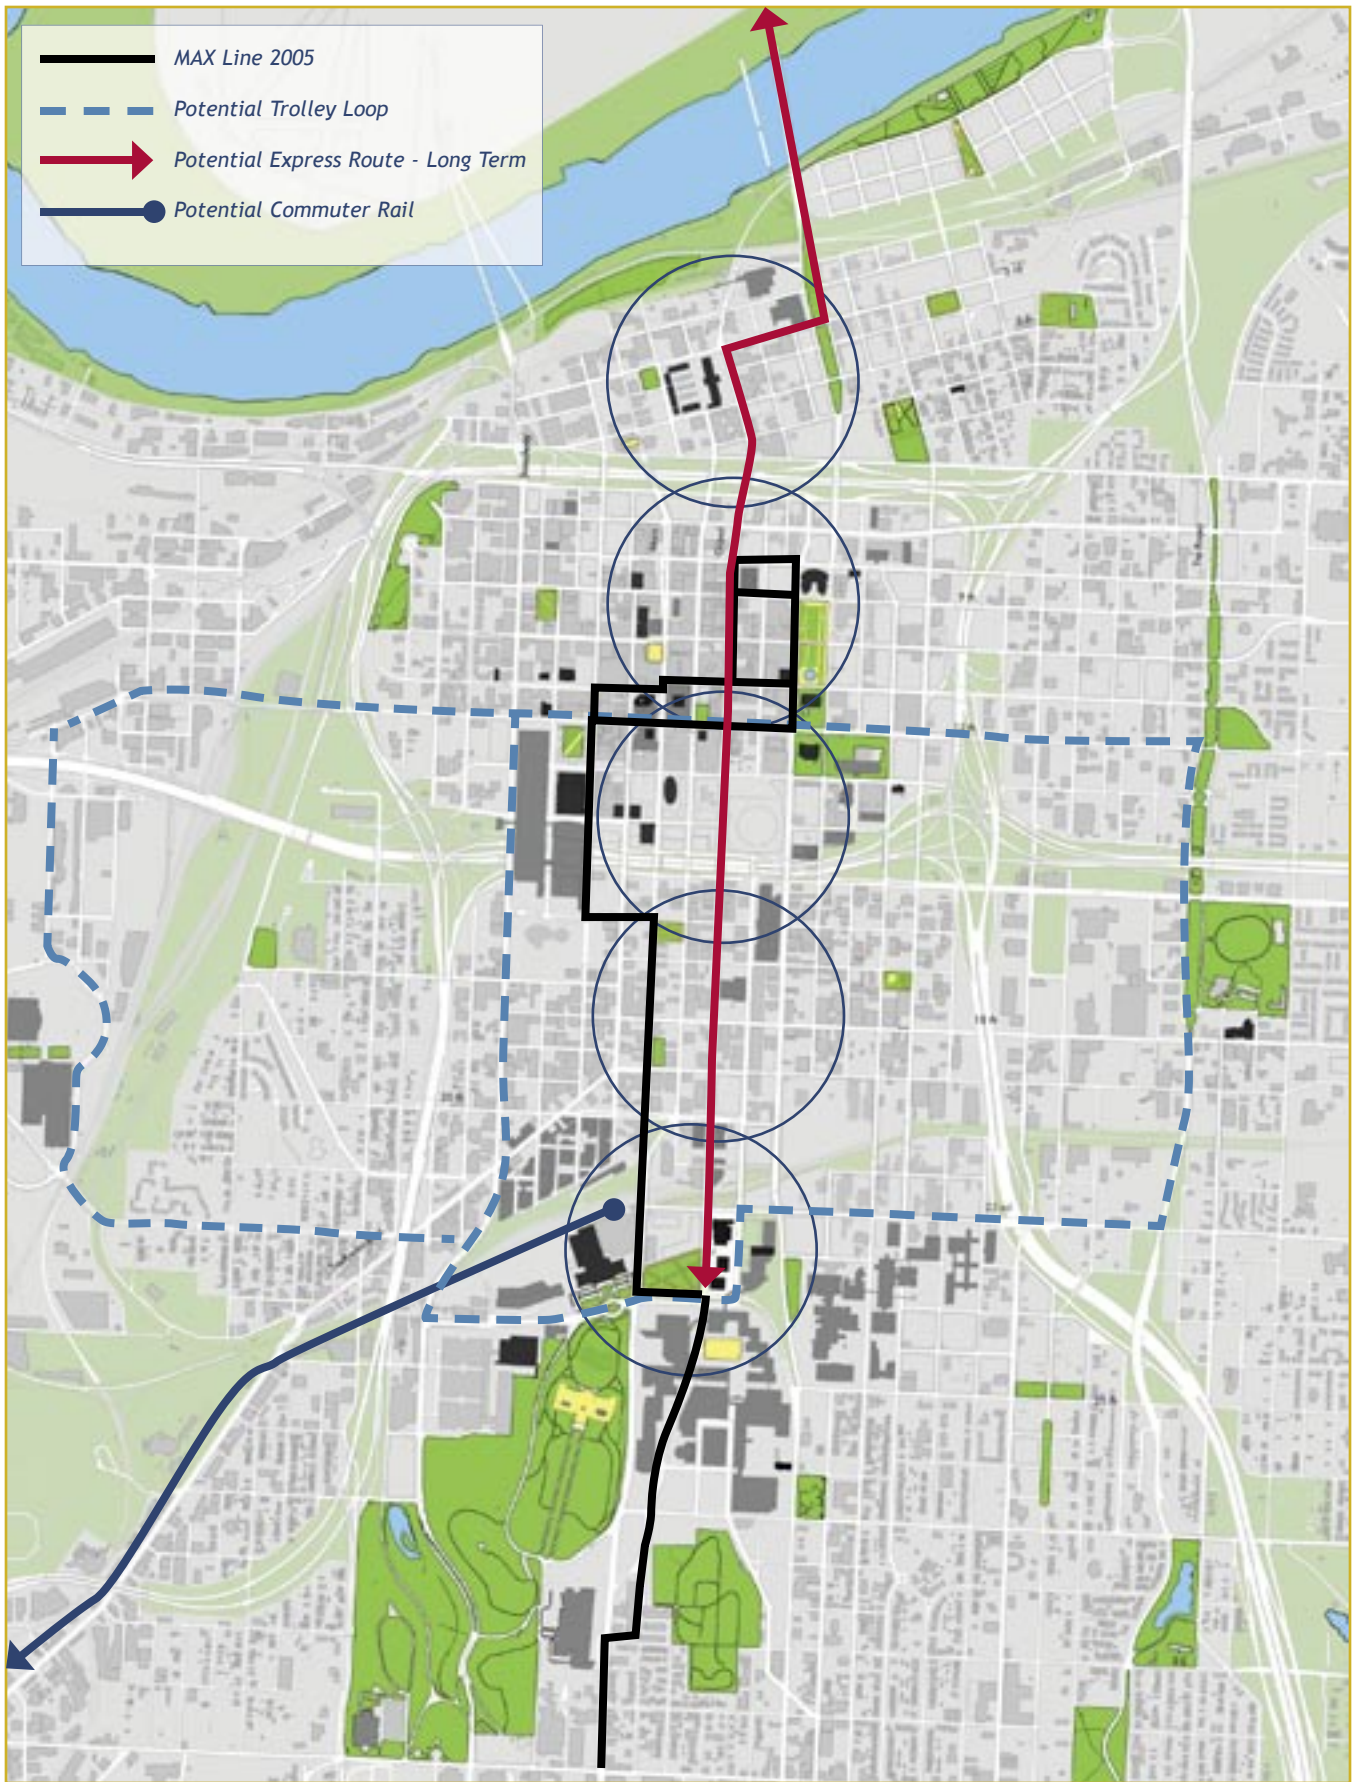 MAX Line 2005
Potential Trolley Loop
Potential Express Route - Long Term
Potential Commuter Rail